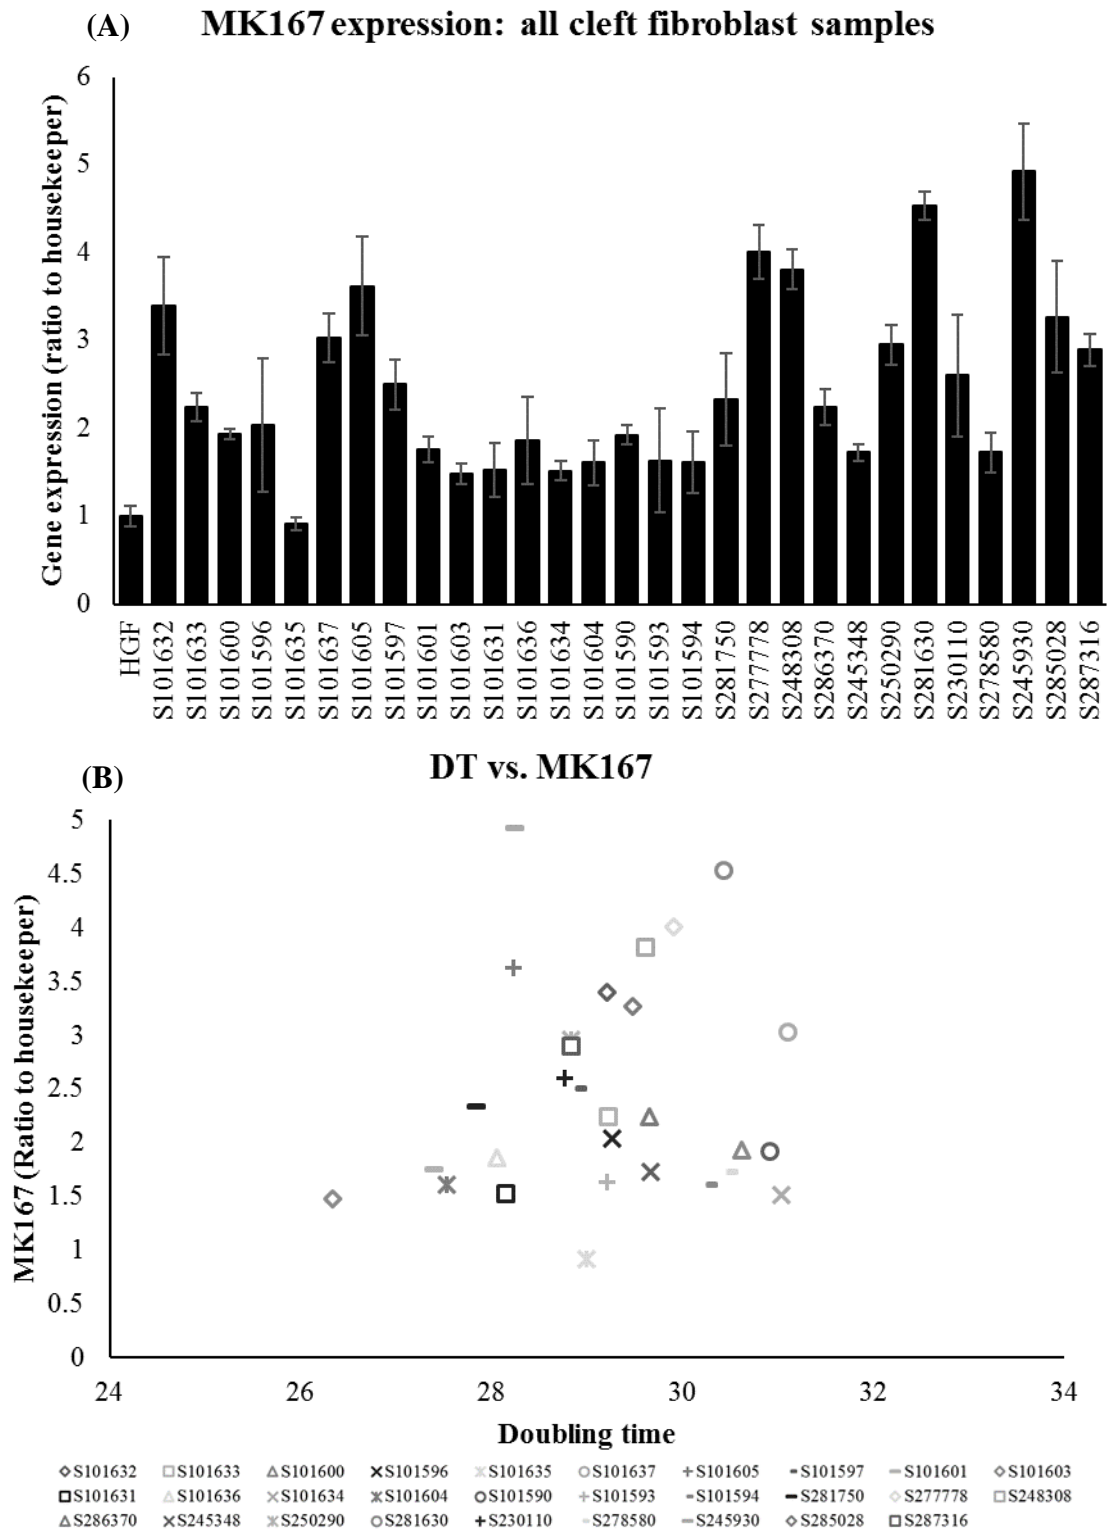 (A) MK167 expression: all cleft fibroblast samples
Gene expression (ratio to housekeeper)
6
5
4
3
2
1
0
HGF S101632 S101633 S101600 S101596 S101635 S101637 S101605 S101597 S101601 S101603 S101631 S101636 S101634 S101604 S101590 S101593 S101594 S281750 S277778 S248308 S286370 S245348 S250290 S281630 S230110 S278580 S245930 S285028 S287316
(B) DT vs. MK167
MK167 (Ratio to housekeeper)
5
4.5
4
3.5
3
2.5
2
1.5
1
0.5
0
24 26 28 30 32 34
Doubling time
S101632 S101633 S101600 S101596 S101635 S101637 S101605 S101597 S101601 S101603
S101631 S101636 S101634 S101604 S101590 S101593 S101594 S281750 S277778 S248308
S286370 S245348 S250290 S281630 S230110 S278580 S245930 S285028 S287316